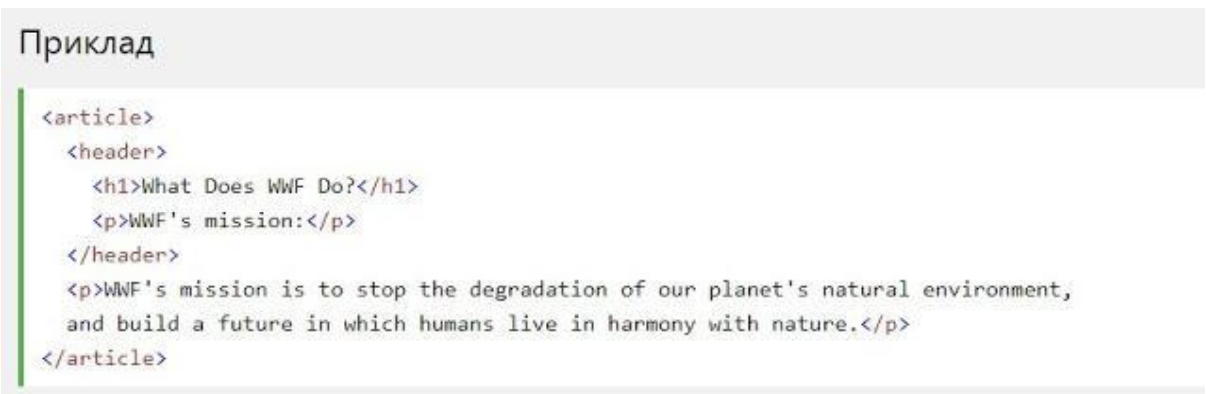 Приклад
<article>
<header>
<h1>What Does WWF Do?</h1>
<p>WWF's mission:</p>
</header>
<p>WWF's mission is to stop the degradation of our planet's natural environment,
and build a future in which humans live in harmony with nature.</p>
</article>